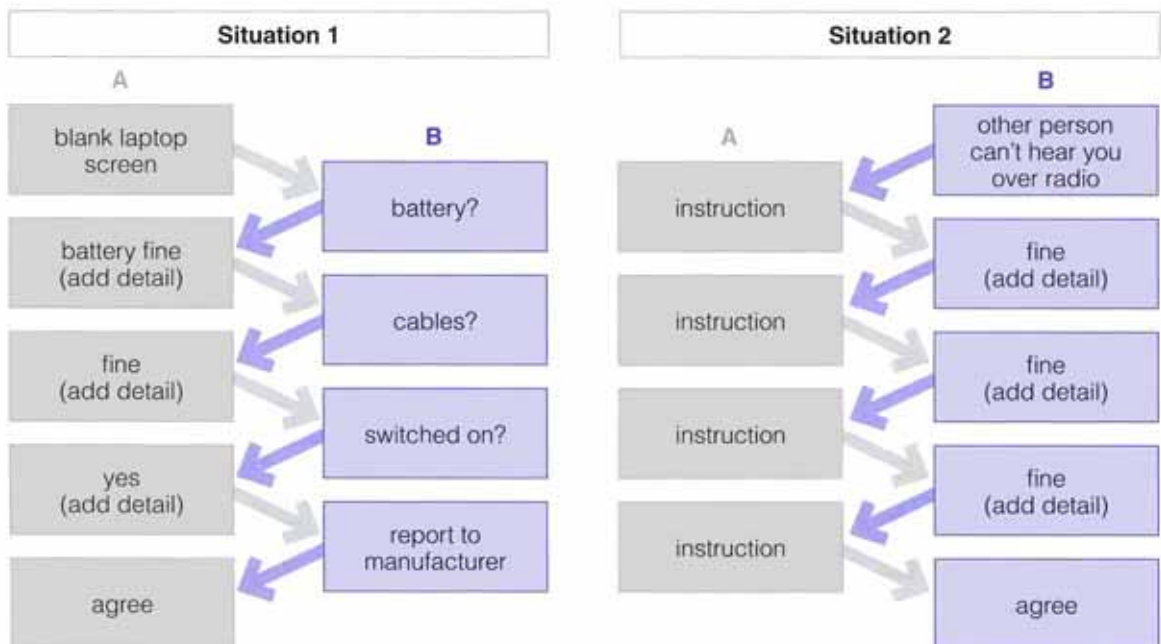 Situation 1
A
blank laptop
screen
B
battery?
battery fine
(add detail)
cables?
fine
(add detail)
switched on?
yes
(add detail)
report to
manufacturer
agree
Situation 2
B
other person
can't hear you
over radio
A
instruction
fine
(add detail)
instruction
fine
(add detail)
instruction
fine
(add detail)
instruction
agree